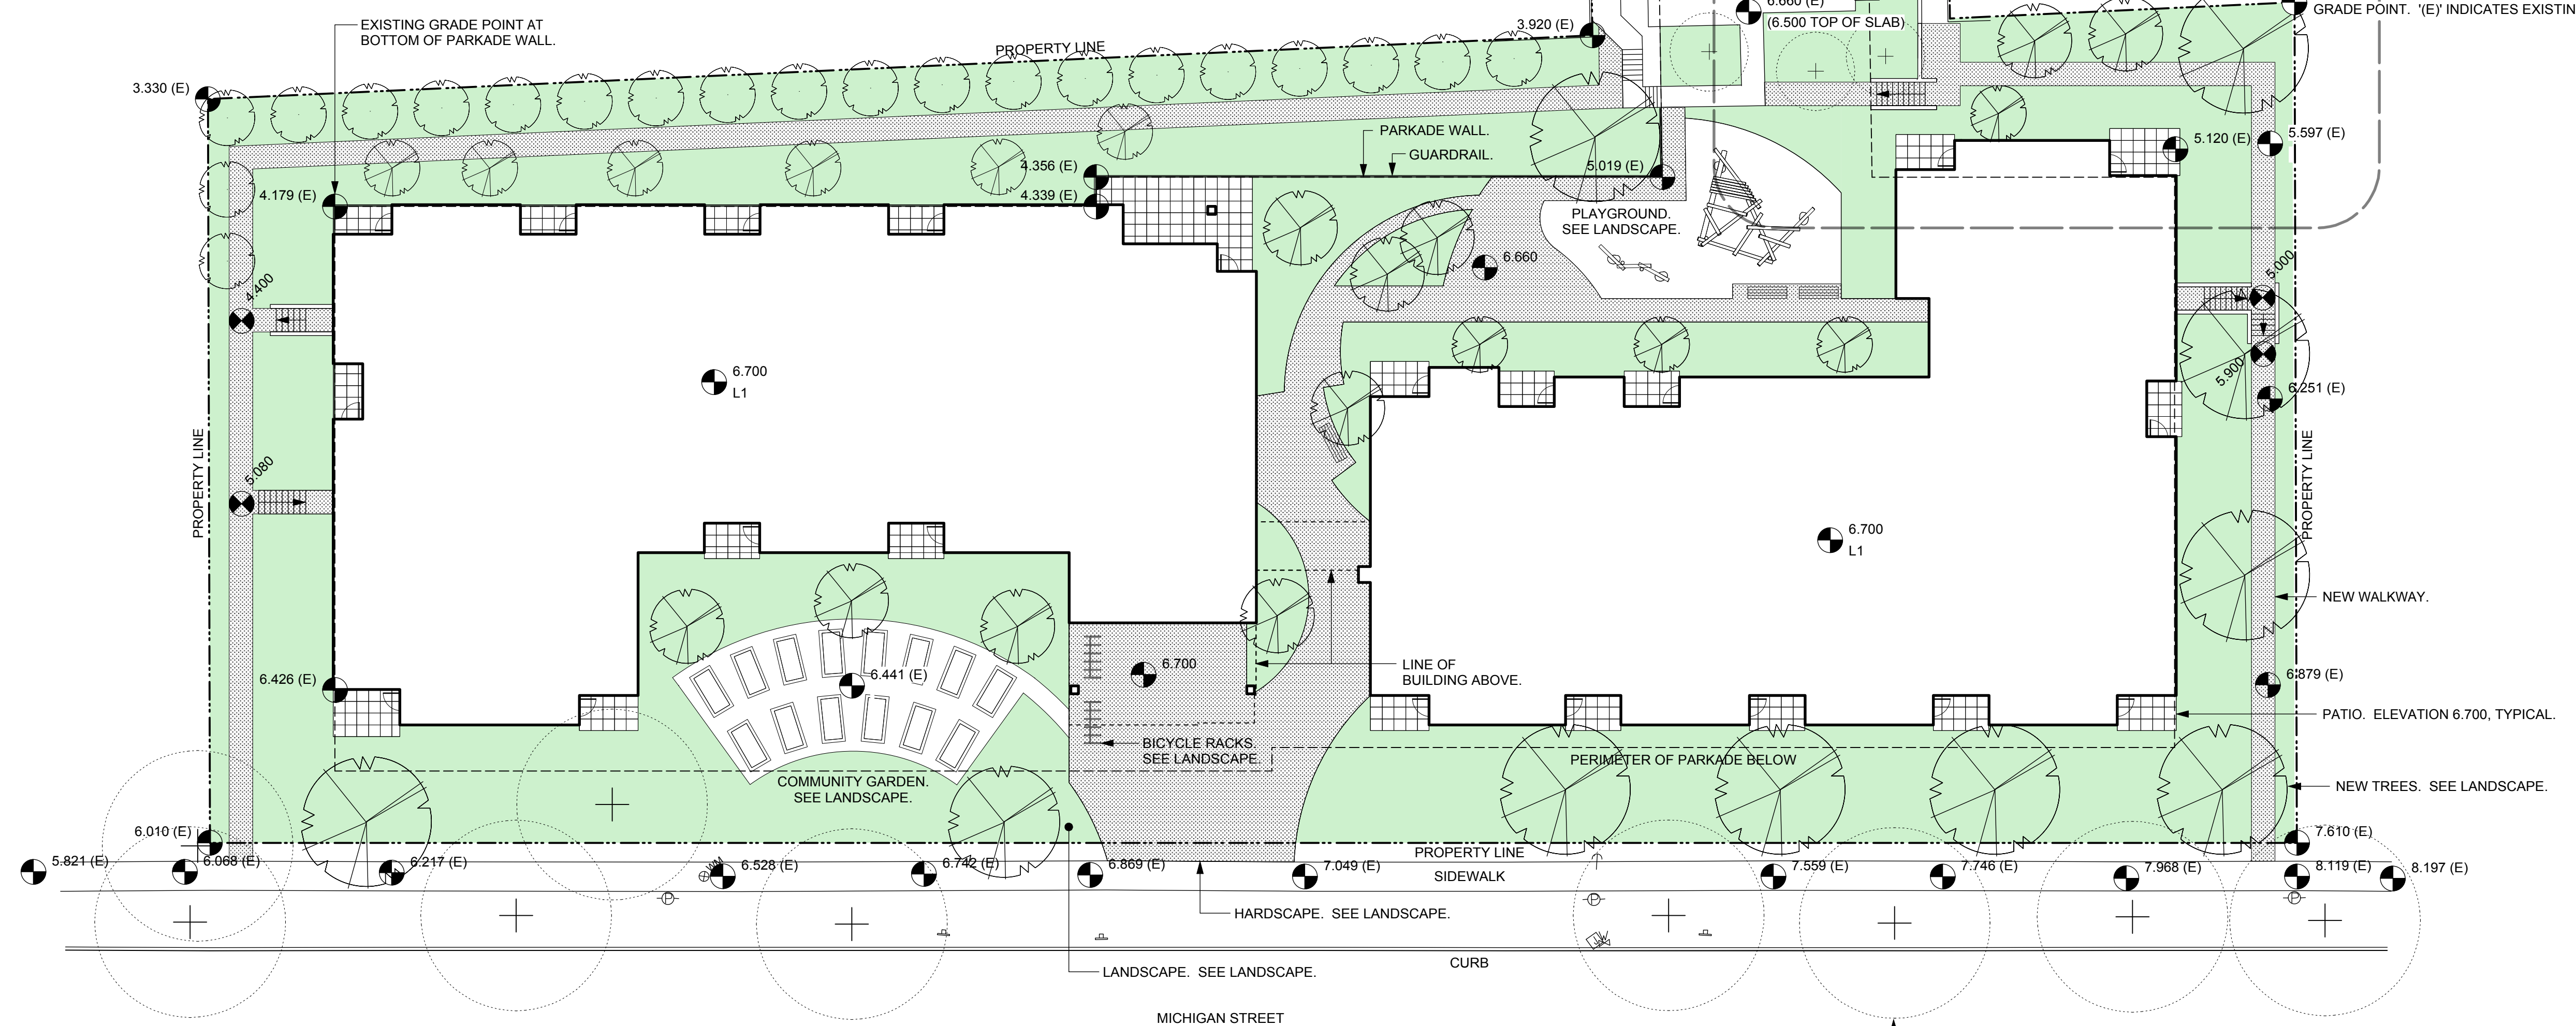 6.660 (E)
(6.500 TOP OF SLAB)
GRADE POINT. '(E)' INDICATES EXISTIN
EXISTING GRADE POINT AT
BOTTOM OF PARKADE WALL.
3.920 (E)
PROPERTY LINE
3.330 (E)
PARKADE WALL.
GUARDRAIL.
5.120 (E)
5.597 (E)
4.356 (E)
5.019 (E)
4.179 (E)
4.339 (E)
PLAYGROUND.
SEE LANDSCAPE.
6.660
5.000
4.400
6.700
L1
5.900
6.251 (E)
PROPERTY LINE
PROPERTY LINE
5.080
6.700
L1
NEW WALKWAY.
6.700
LINE OF
BUILDING ABOVE.
6.426 (E)
6.441 (E)
6.879 (E)
PATIO. ELEVATION 6.700, TYPICAL.
BICYCLE RACKS.
SEE LANDSCAPE.
PERIMETER OF PARKADE BELOW
COMMUNITY GARDEN.
SEE LANDSCAPE.
NEW TREES. SEE LANDSCAPE.
6.010 (E)
7.610 (E)
PROPERTY LINE
5.821 (E)
6.068 (E)
6.217 (E)
WM
6.528 (E)
6.742 (E)
6.869 (E)
7.049 (E)
SIDEWALK
7.559 (E)
7.746 (E)
7.968 (E)
8.119 (E)
8.197 (E)
P
P
P
HARDSCAPE. SEE LANDSCAPE.
CURB
LANDSCAPE. SEE LANDSCAPE.
MICHIGAN STREET